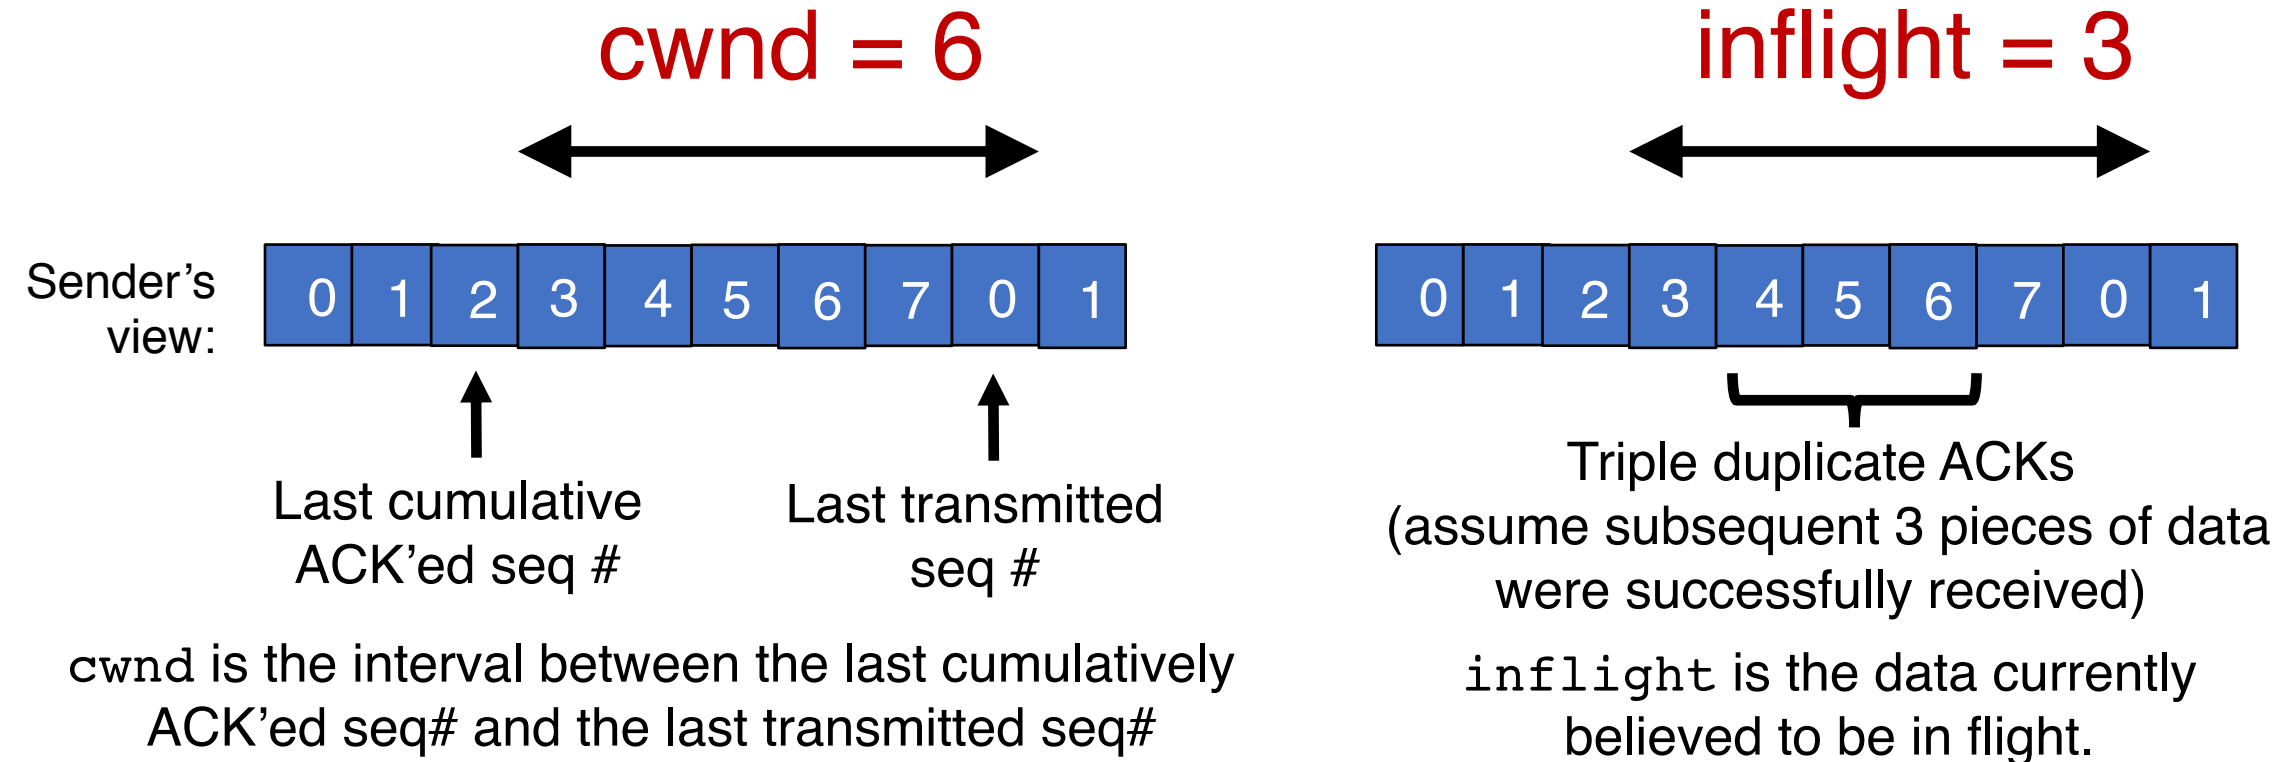 cwnd = 6
inflight = 3
Sender's
view:
0 1 2 3 4 5 6 7 0 1
0 1 2 3 4 5 6 7 0 1
Last cumulative
ACK'ed seq #
Last transmitted
seq #
Triple duplicate ACKs
(assume subsequent 3 pieces of data
were successfully received)
cwnd is the interval between the last cumulatively
ACK'ed seq# and the last transmitted seq#
inflight is the data currently
believed to be in flight.